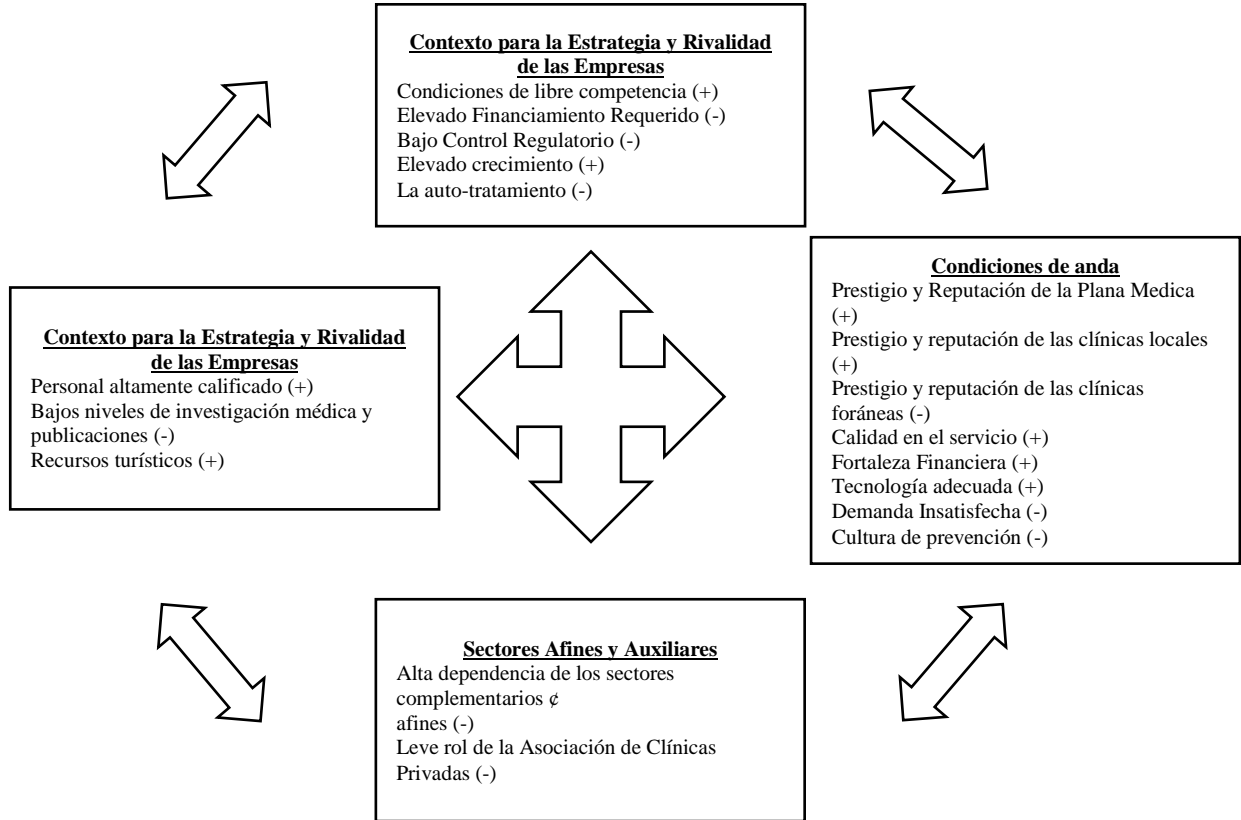 Contexto para la Estrategia y Rivalidad
de las Empresas
Condiciones de libre competencia (+)
Elevado Financiamiento Requerido (-)
Bajo Control Regulatorio (-)
Elevado crecimiento (+)
La auto-tratamiento (-)
Contexto para la Estrategia y Rivalidad
de las Empresas
Personal altamente calificado (+)
Bajos niveles de investigación médica y
publicaciones (-)
Recursos turísticos (+)
Condiciones de anda
Prestigio y Reputación de la Plana Medica
(+)
Prestigio y reputación de las clínicas locales
(+)
Prestigio y reputación de las clínicas
foráneas (-)
Calidad en el servicio (+)
Fortaleza Financiera (+)
Tecnología adecuada (+)
Demanda Insatisfecha (-)
Cultura de prevención (-)
Sectores Afines y Auxiliares
Alta dependencia de los sectores
complementarios ¢
afines (-)
Leve rol de la Asociación de Clínicas
Privadas (-)